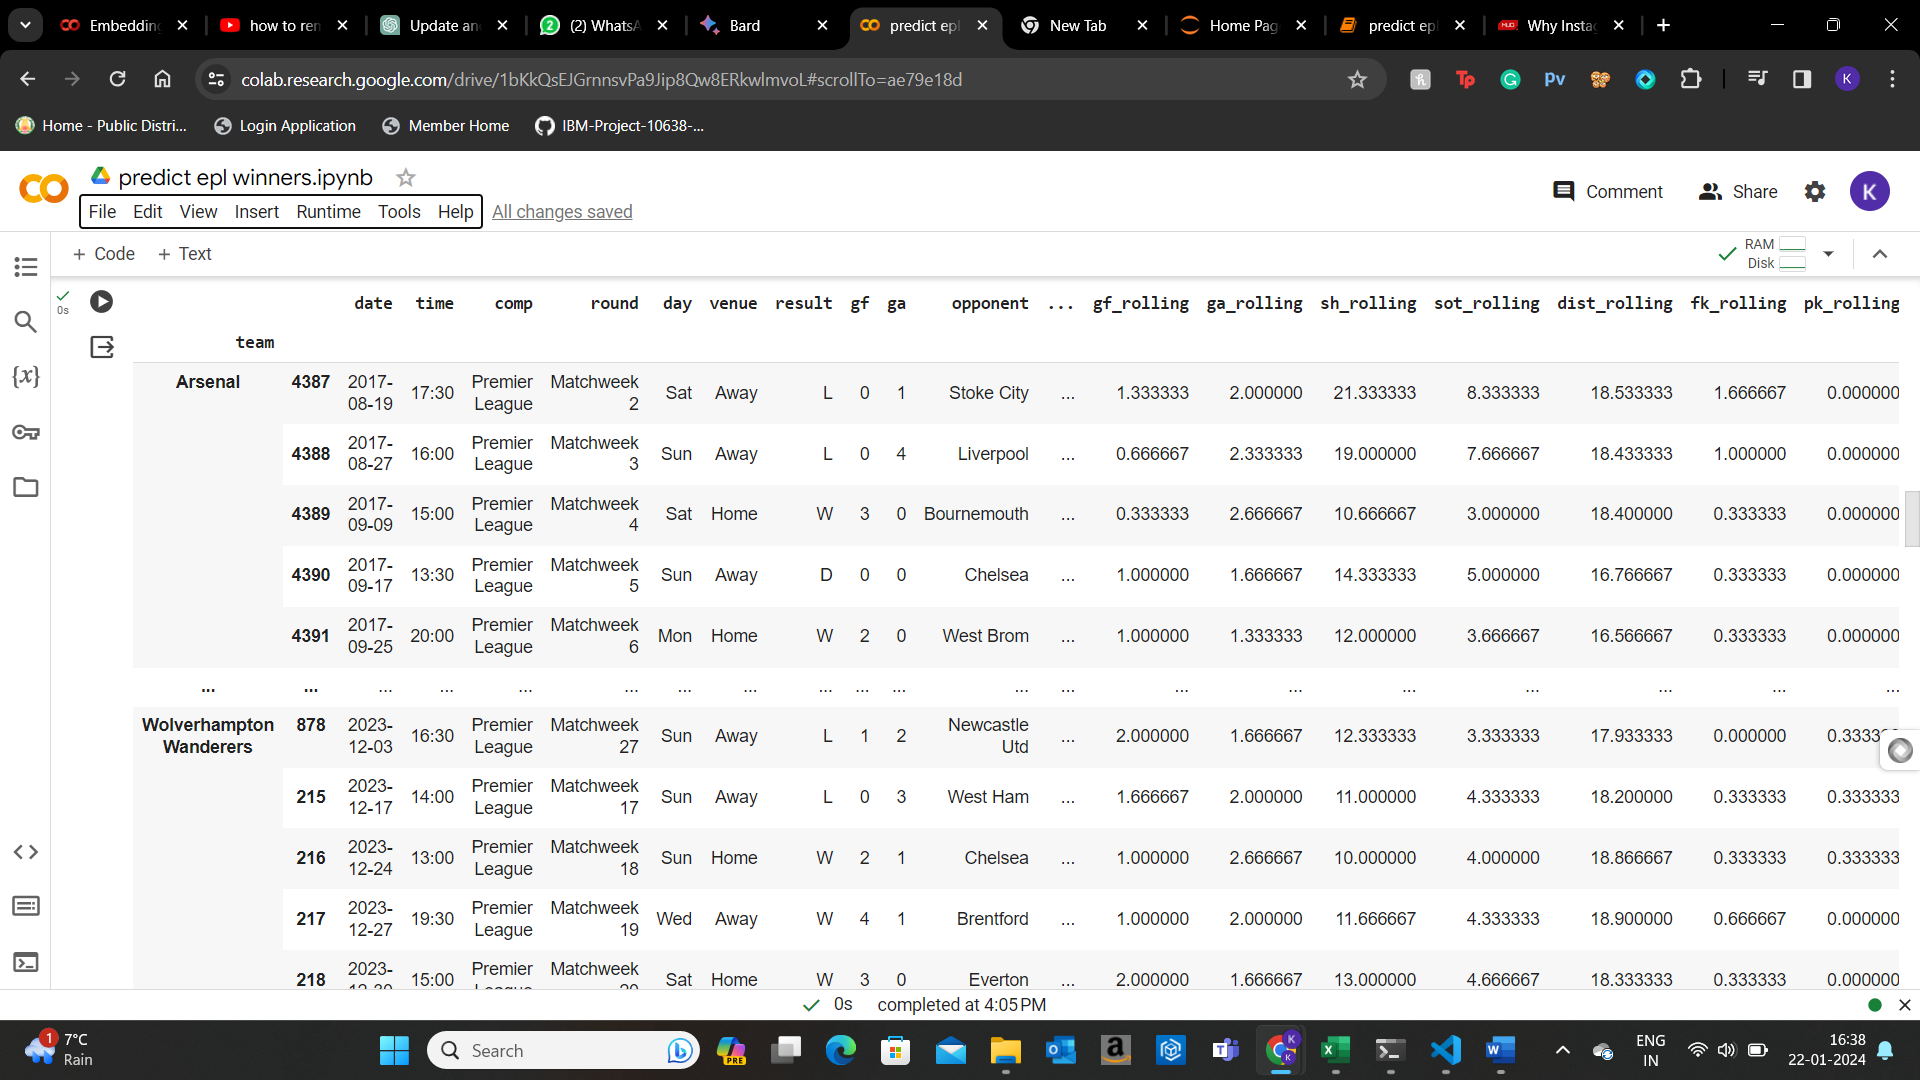 Embedding
how to ren
Update an
(2) WhatsA
Bard
predict epl
New Tab
Home Pag
predict ep
Why Insta
colab.research.google.com/drive/1bKkQsEJGrnnsvPa9Jip8Qw8ERkwlmvoL#scrollTo=ae79e18d
Home - Public Distri...
Login Application
Member Home
IBM-Project-10638-...
predict epl winners.ipynb
File Edit View Insert Runtime Tools Help All changes saved
Comment Share K
+ Code + Text
RAM
Disk
0s
date time comp round day venue result gf ga opponent ... gf_rolling ga_rolling sh_rolling sot_rolling dist_rolling fk_rolling pk_rolling
team
Arsenal 4387 2017-08-19 17:30 Premier League Matchweek 2 Sat Away L 0 1 Stoke City ... 1.333333 2.000000 21.333333 8.333333 18.533333 1.666667 0.000000
4388 2017-08-27 16:00 Premier League Matchweek 3 Sun Away L 0 4 Liverpool ... 0.666667 2.333333 19.000000 7.666667 18.433333 1.000000 0.000000
4389 2017-09-09 15:00 Premier League Matchweek 4 Sat Home W 3 0 Bournemouth ... 0.333333 2.666667 10.666667 3.000000 18.400000 0.333333 0.000000
4390 2017-09-17 13:30 Premier League Matchweek 5 Sun Away D 0 0 Chelsea ... 1.000000 1.666667 14.333333 5.000000 16.766667 0.333333 0.000000
4391 2017-09-25 20:00 Premier League Matchweek 6 Mon Home W 2 0 West Brom ... 1.000000 1.333333 12.000000 3.666667 16.566667 0.333333 0.000000
... ... ... ... ... ... ... ... ... ... ... ... ... ... ... ... ... ... ... ...
Wolverhampton Wanderers 878 2023-12-03 16:30 Premier League Matchweek 27 Sun Away L 1 2 Newcastle Utd ... 2.000000 1.666667 12.333333 3.333333 17.933333 0.000000 0.3333
215 2023-12-17 14:00 Premier League Matchweek 17 Sun Away L 0 3 West Ham ... 1.666667 2.000000 11.000000 4.333333 18.200000 0.333333 0.333333
216 2023-12-24 13:00 Premier League Matchweek 18 Sun Home W 2 1 Chelsea ... 1.000000 2.666667 10.000000 4.000000 18.866667 0.333333 0.333333
217 2023-12-27 19:30 Premier League Matchweek 19 Wed Away W 4 1 Brentford ... 1.000000 2.000000 11.666667 4.333333 18.900000 0.666667 0.000000
218 2023- 15:00 Premier Matchweek Sat Home W 3 0 Everton ... 2.000000 1.666667 13.000000 4.666667 18.333333 0.333333 0.000000
0s completed at 4:05 PM
1
7°C
Rain
Search
PRE
ENG
IN
16:38
22-01-2024